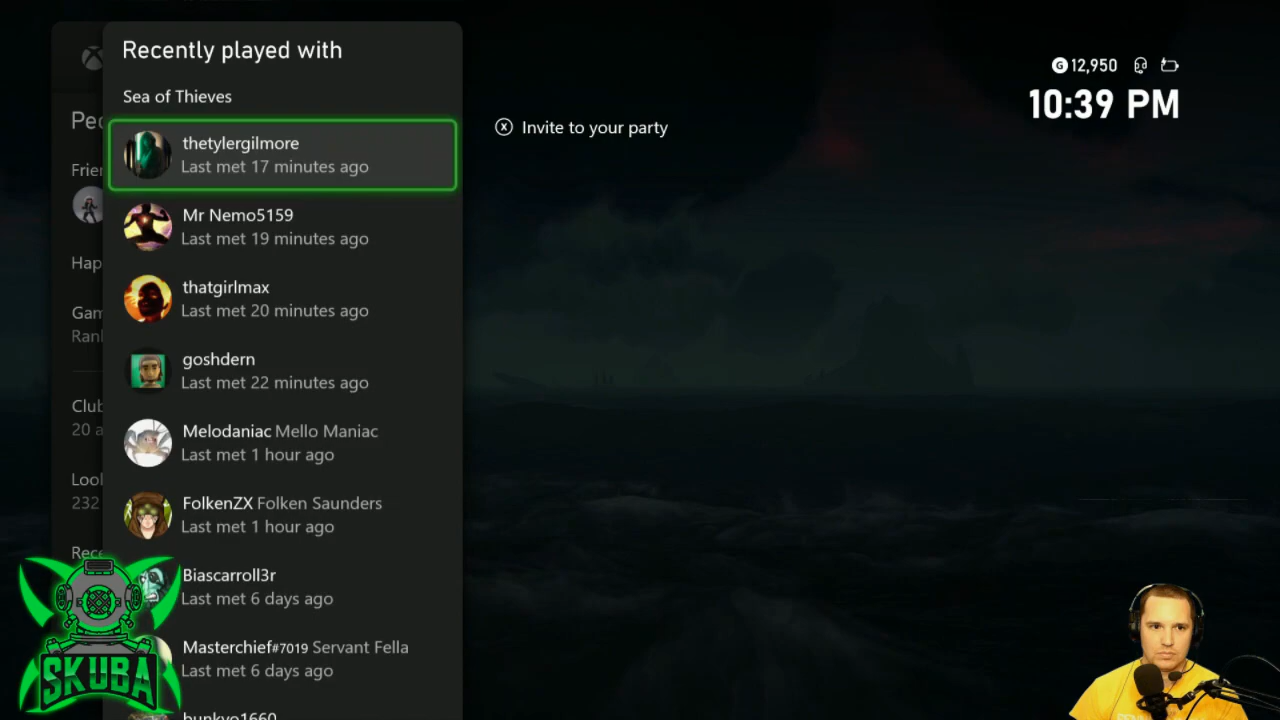 Recently played with
Sea of Thieves
thetylergilmore
Last met 17 minutes ago
Mr Nemo5159
Last met 19 minutes ago
thatgirlmax
Last met 20 minutes ago
goshdern
Last met 22 minutes ago
Melodaniac Mello Maniac
Last met 1 hour ago
FolkenZX Folken Saunders
Last met 1 hour ago
Biascarroll3r
Last met 6 days ago
Masterchief#7019 Servant Fella
Last met 6 days ago
Invite to your party
G 12,950
10:39 PM
Rank
20 a
232
SKUBA